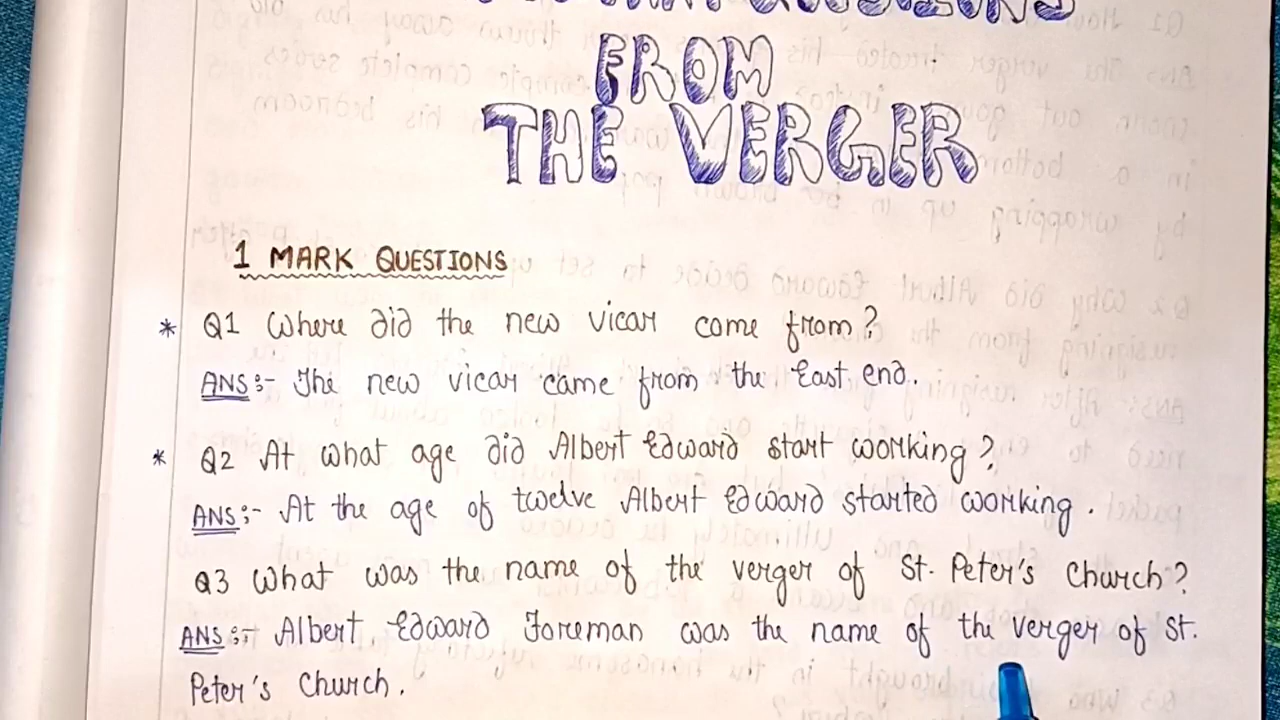 FROM
THE VERGER
1 MARK QUESTIONS
* Q1 Where did the new vicar come from?
ANS:- The new vicar came from the East end.
* Q2 At what age did Albert Edward start working?
ANS:- At the age of twelve Albert Edward started working.
Q3 What was the name of the verger of St. Peter's Church?
ANS:- Albert Edward Foreman was the name of the verger of St.
Peter's Church.